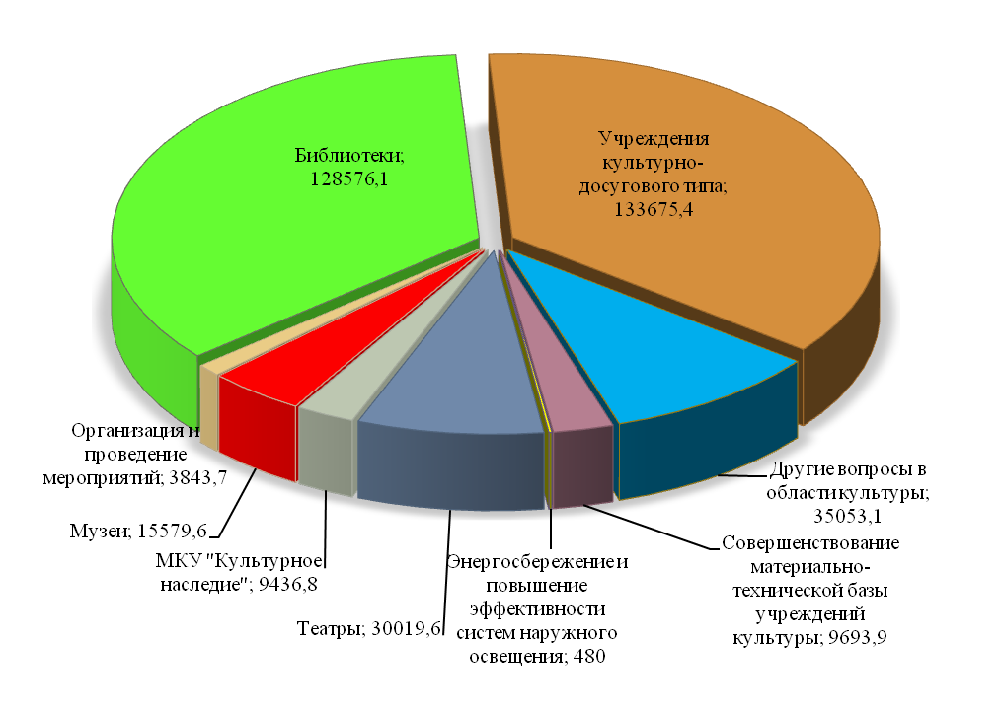 Библиотеки;
128576,1
Учреждения
культурно-
досугового типа;
133675,4
Организация и
проведение
мероприятий; 3843,7
Музеи; 15579,6
МКУ "Культурное
наследие"; 9436,8
Театры; 30019,6
Энергосбережение и
повышение
эффективности
систем наружного
освещения; 480
Другие вопросы в
области культуры;
35053,1
Совершенствование
материально-
технической базы
учреждений
культуры; 9693,9